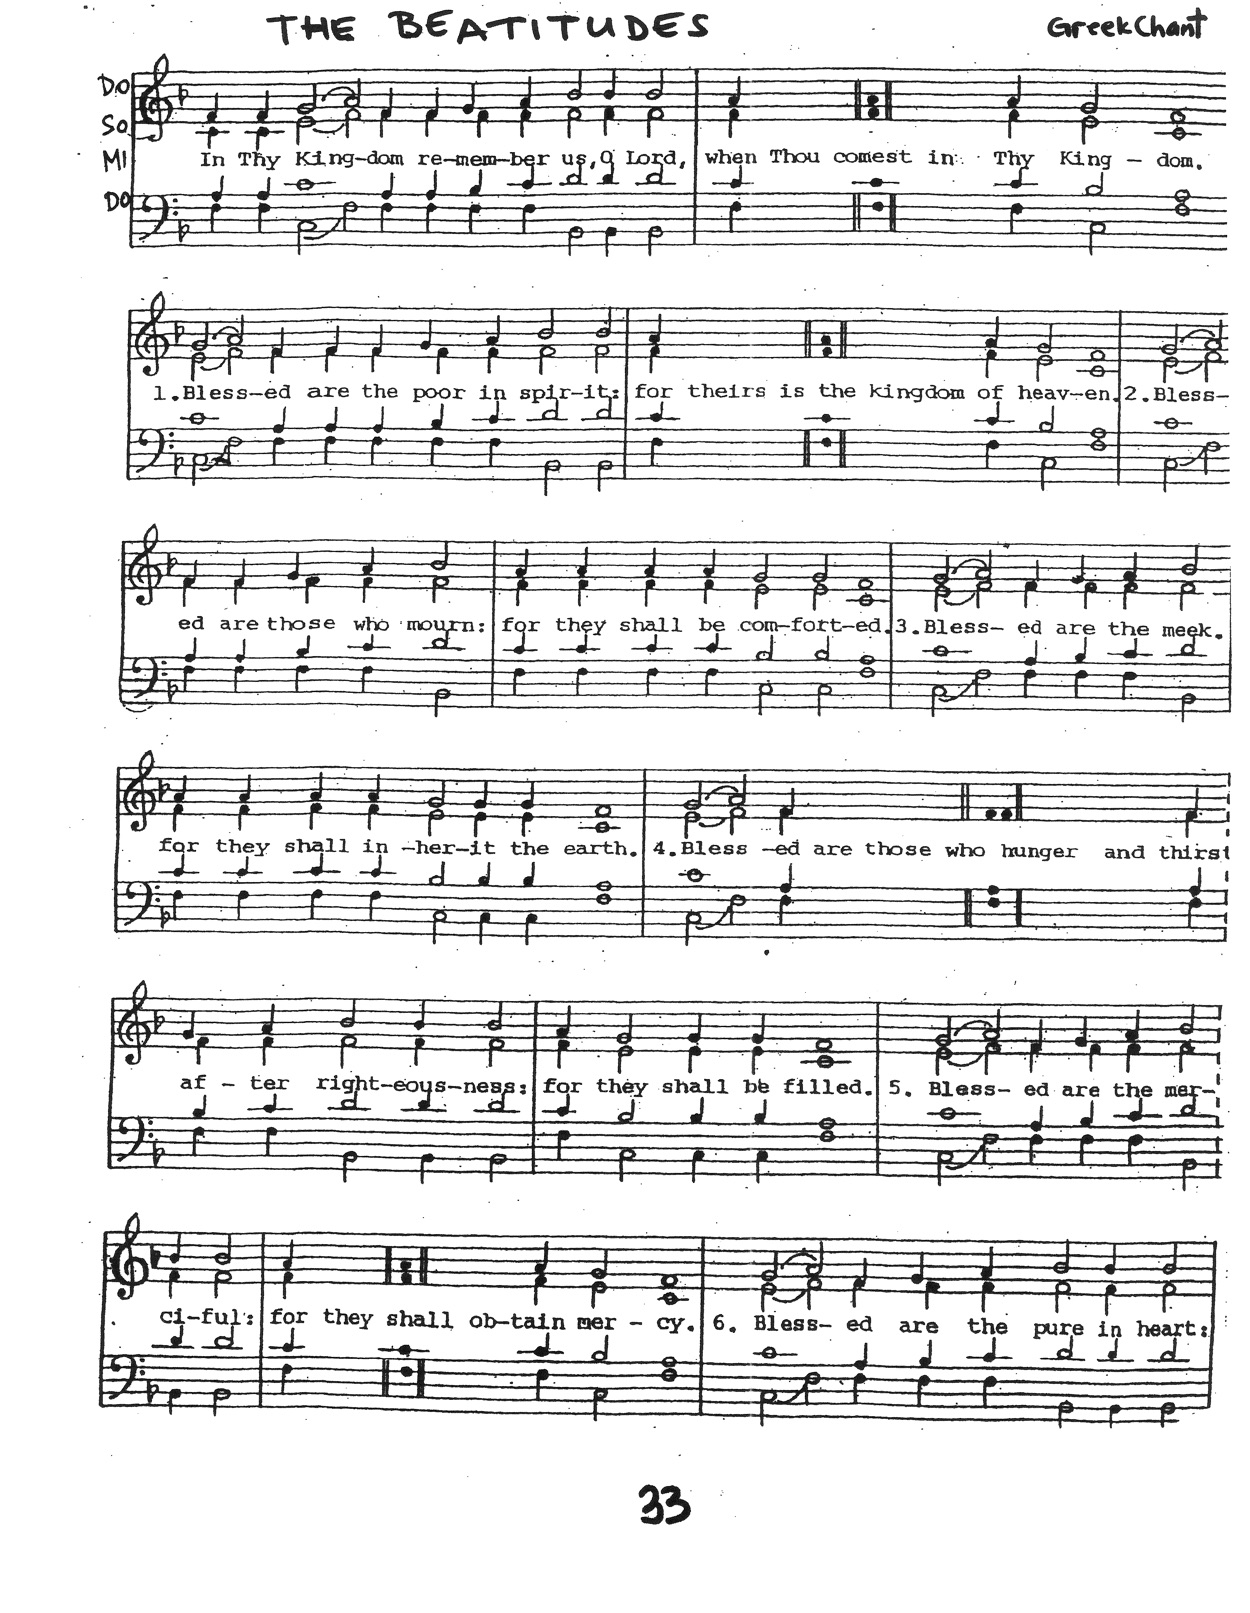 THE BEATITUDES
Greek Chant
DO
SO
MI
DO
In Thy King-dom re-mem-ber us, O Lord, when Thou comest in Thy King - dom.
1. Bless-ed are the poor in spir-it: for theirs is the kingdom of heav-en. 2. Bless-
ed are those who mourn: for they shall be com-fort-ed. 3. Bless- ed are the meek.
for they shall in -her-it the earth. 4. Bless -ed are those who hunger and thirst
af - ter right-eous-ness: for they shall be filled. 5. Bless- ed are the mer-
ci-ful: for they shall ob-tain mer - cy. 6. Bless- ed are the pure in heart:
33